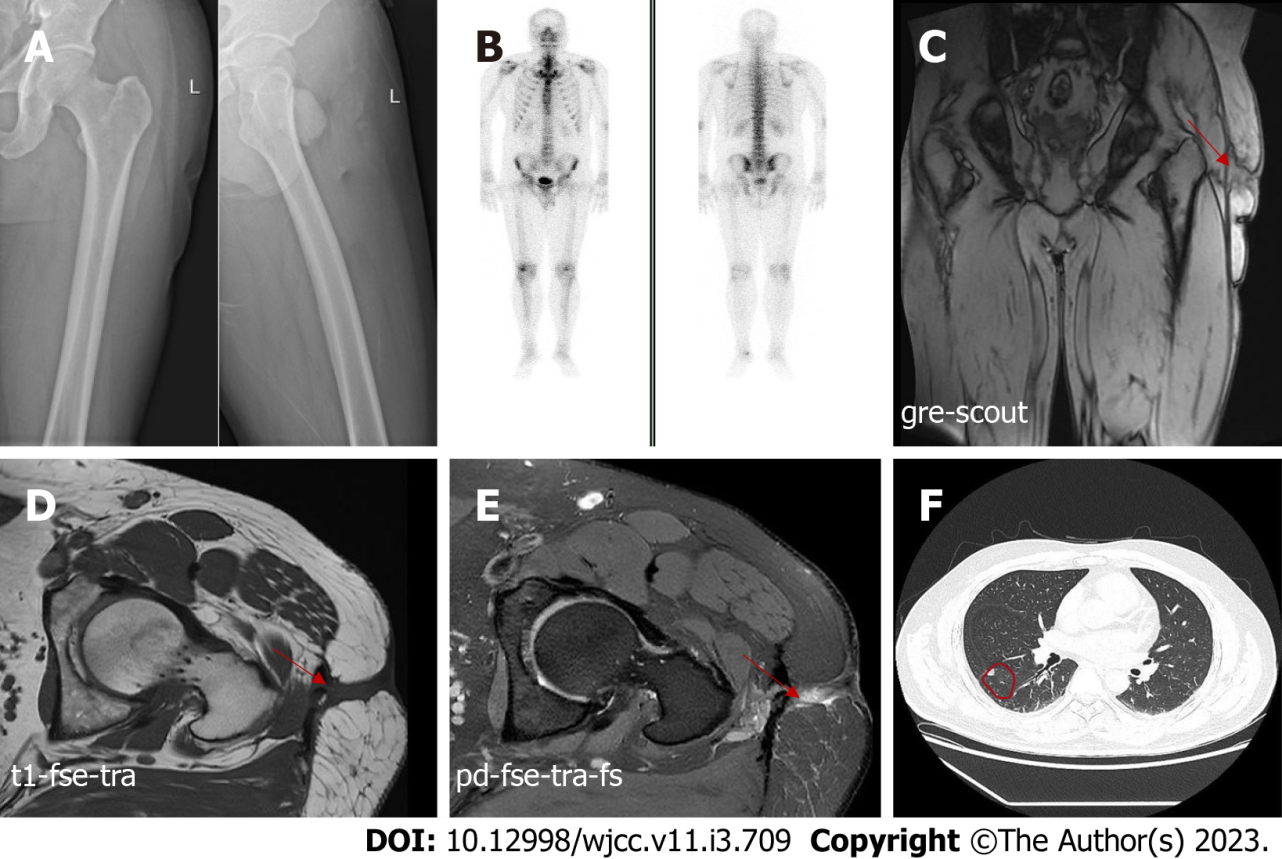 A
L
L
B
C
gre-scout
D
t1-fse-tra
E
pd-fse-tra-fs
F
DOI: 10.12998/wjcc.v11.i3.709 Copyright ©The Author(s) 2023.